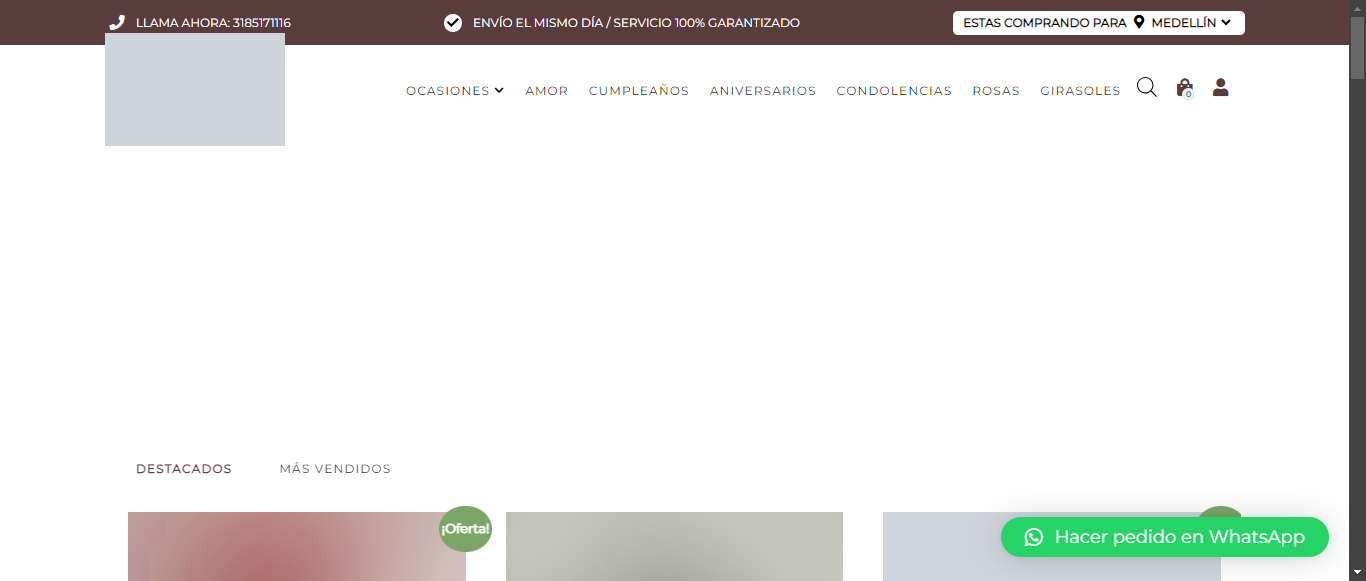 LLAMA AHORA: 3185171116
ENVÍO EL MISMO DÍA / SERVICIO 100% GARANTIZADO
ESTAS COMPRANDO PARA MEDELLÍN
OCASIONES AMOR CUMPLEAÑOS ANIVERSARIOS CONDOLENCIAS ROSAS GIRASOLES
0
DESTACADOS MÁS VENDIDOS
¡Oferta!
Hacer pedido en WhatsApp